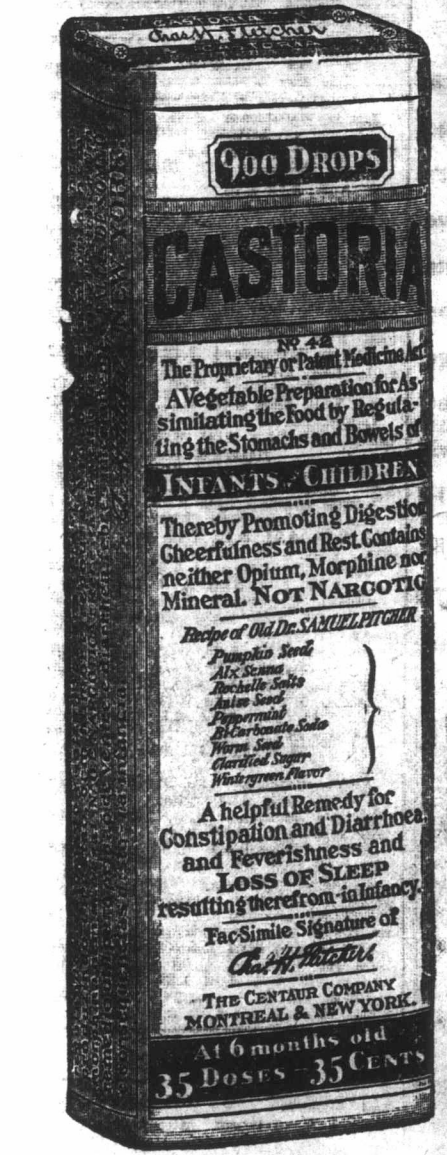 CASTORIA
Chas. H. Fletcher
900 DROPS
CASTORIA
No 42
The Proprietary or Patent Medicine Act.
A Vegetable Preparation for As-
similating the Food by Regula-
ting the Stomachs and Bowels of
INFANTS CHILDREN
Thereby Promoting Digestion
Cheerfulness and Rest. Contains
neither Opium, Morphine nor
Mineral. NOT NARCOTIC
Recipe of Old Dr. SAMUEL PITCHER
Pumpkin Seed
Alx. Senna
Rochelle Salts
Anise Seed
Peppermint
Bi-Carbonate Soda
Worm Seed
Clarified Sugar
Wintergreen Flavor
A helpful Remedy for
Constipation and Diarrhoea,
and Feverishness and
LOSS OF SLEEP
resulting therefrom-in Infancy.
Fac-Simile Signature of
Chas. H. Fletcher.
THE CENTAUR COMPANY
MONTREAL & NEW YORK.
At 6 months old
35 DOSES - 35 CENTS
NEW YORK